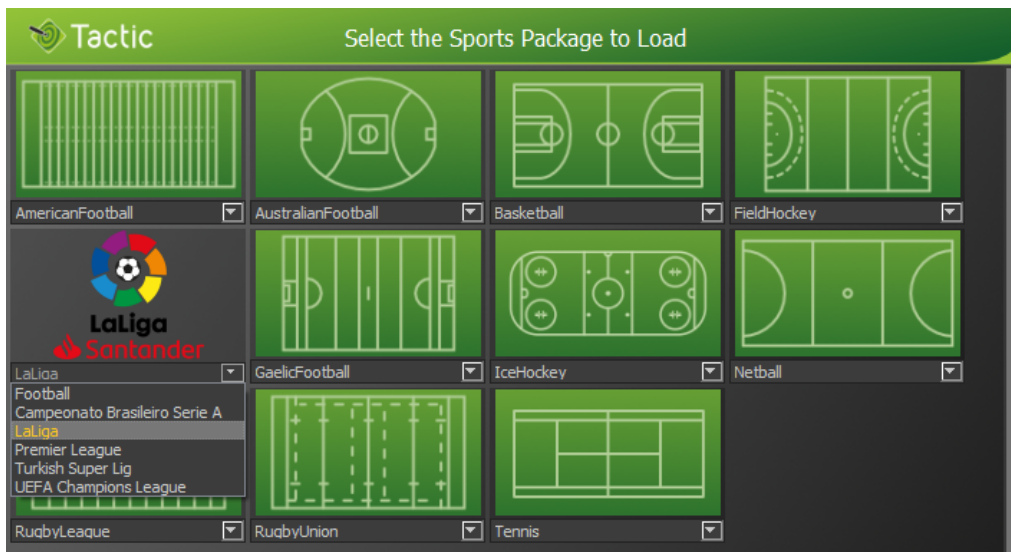 Tactic
Select the Sports Package to Load
AmericanFootball
AustralianFootball
Basketball
FieldHockey
LaLiga
Santander
LaLiga
GaelicFootball
IceHockey
Netball
Football
Campeonato Brasileiro Serie A
LaLiga
Premier League
Turkish Super Lig
UEFA Champions League
RugbyLeague
RugbyUnion
Tennis